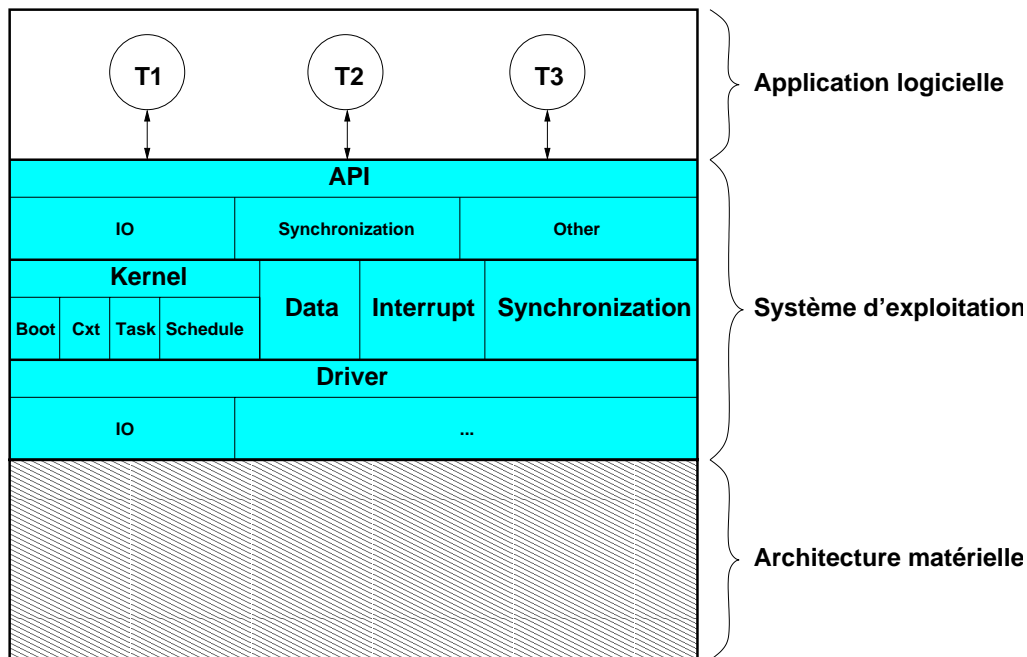 T1
T2
T3
Application logicielle
API
IO
Synchronization
Other
Kernel
Boot
Cxt
Task
Schedule
Data
Interrupt
Synchronization
Système d'exploitation
Driver
IO
...
Architecture matérielle